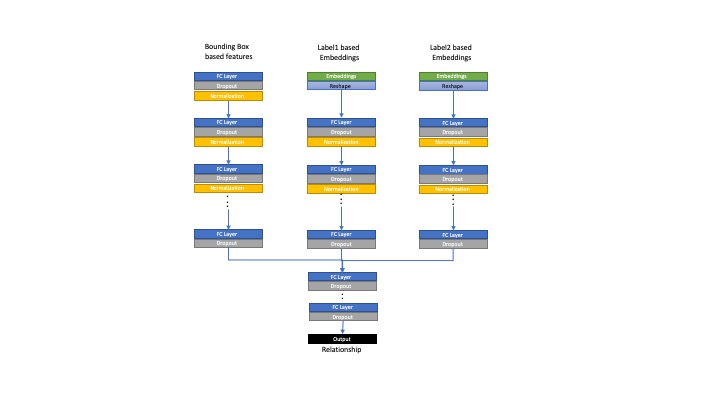 Bounding Box
based features
Label1 based
Embeddings
Label2 based
Embeddings
FC Layer
Dropout
Normalization
Embeddings
Reshape
Embeddings
Reshape
FC Layer
Dropout
Normalization
FC Layer
Dropout
Normalization
FC Layer
Dropout
Normalization
FC Layer
Dropout
Normalization
FC Layer
Dropout
Normalization
FC Layer
Dropout
Normalization
FC Layer
Dropout
FC Layer
Dropout
FC Layer
Dropout
FC Layer
Dropout
FC Layer
Dropout
Output
Relationship